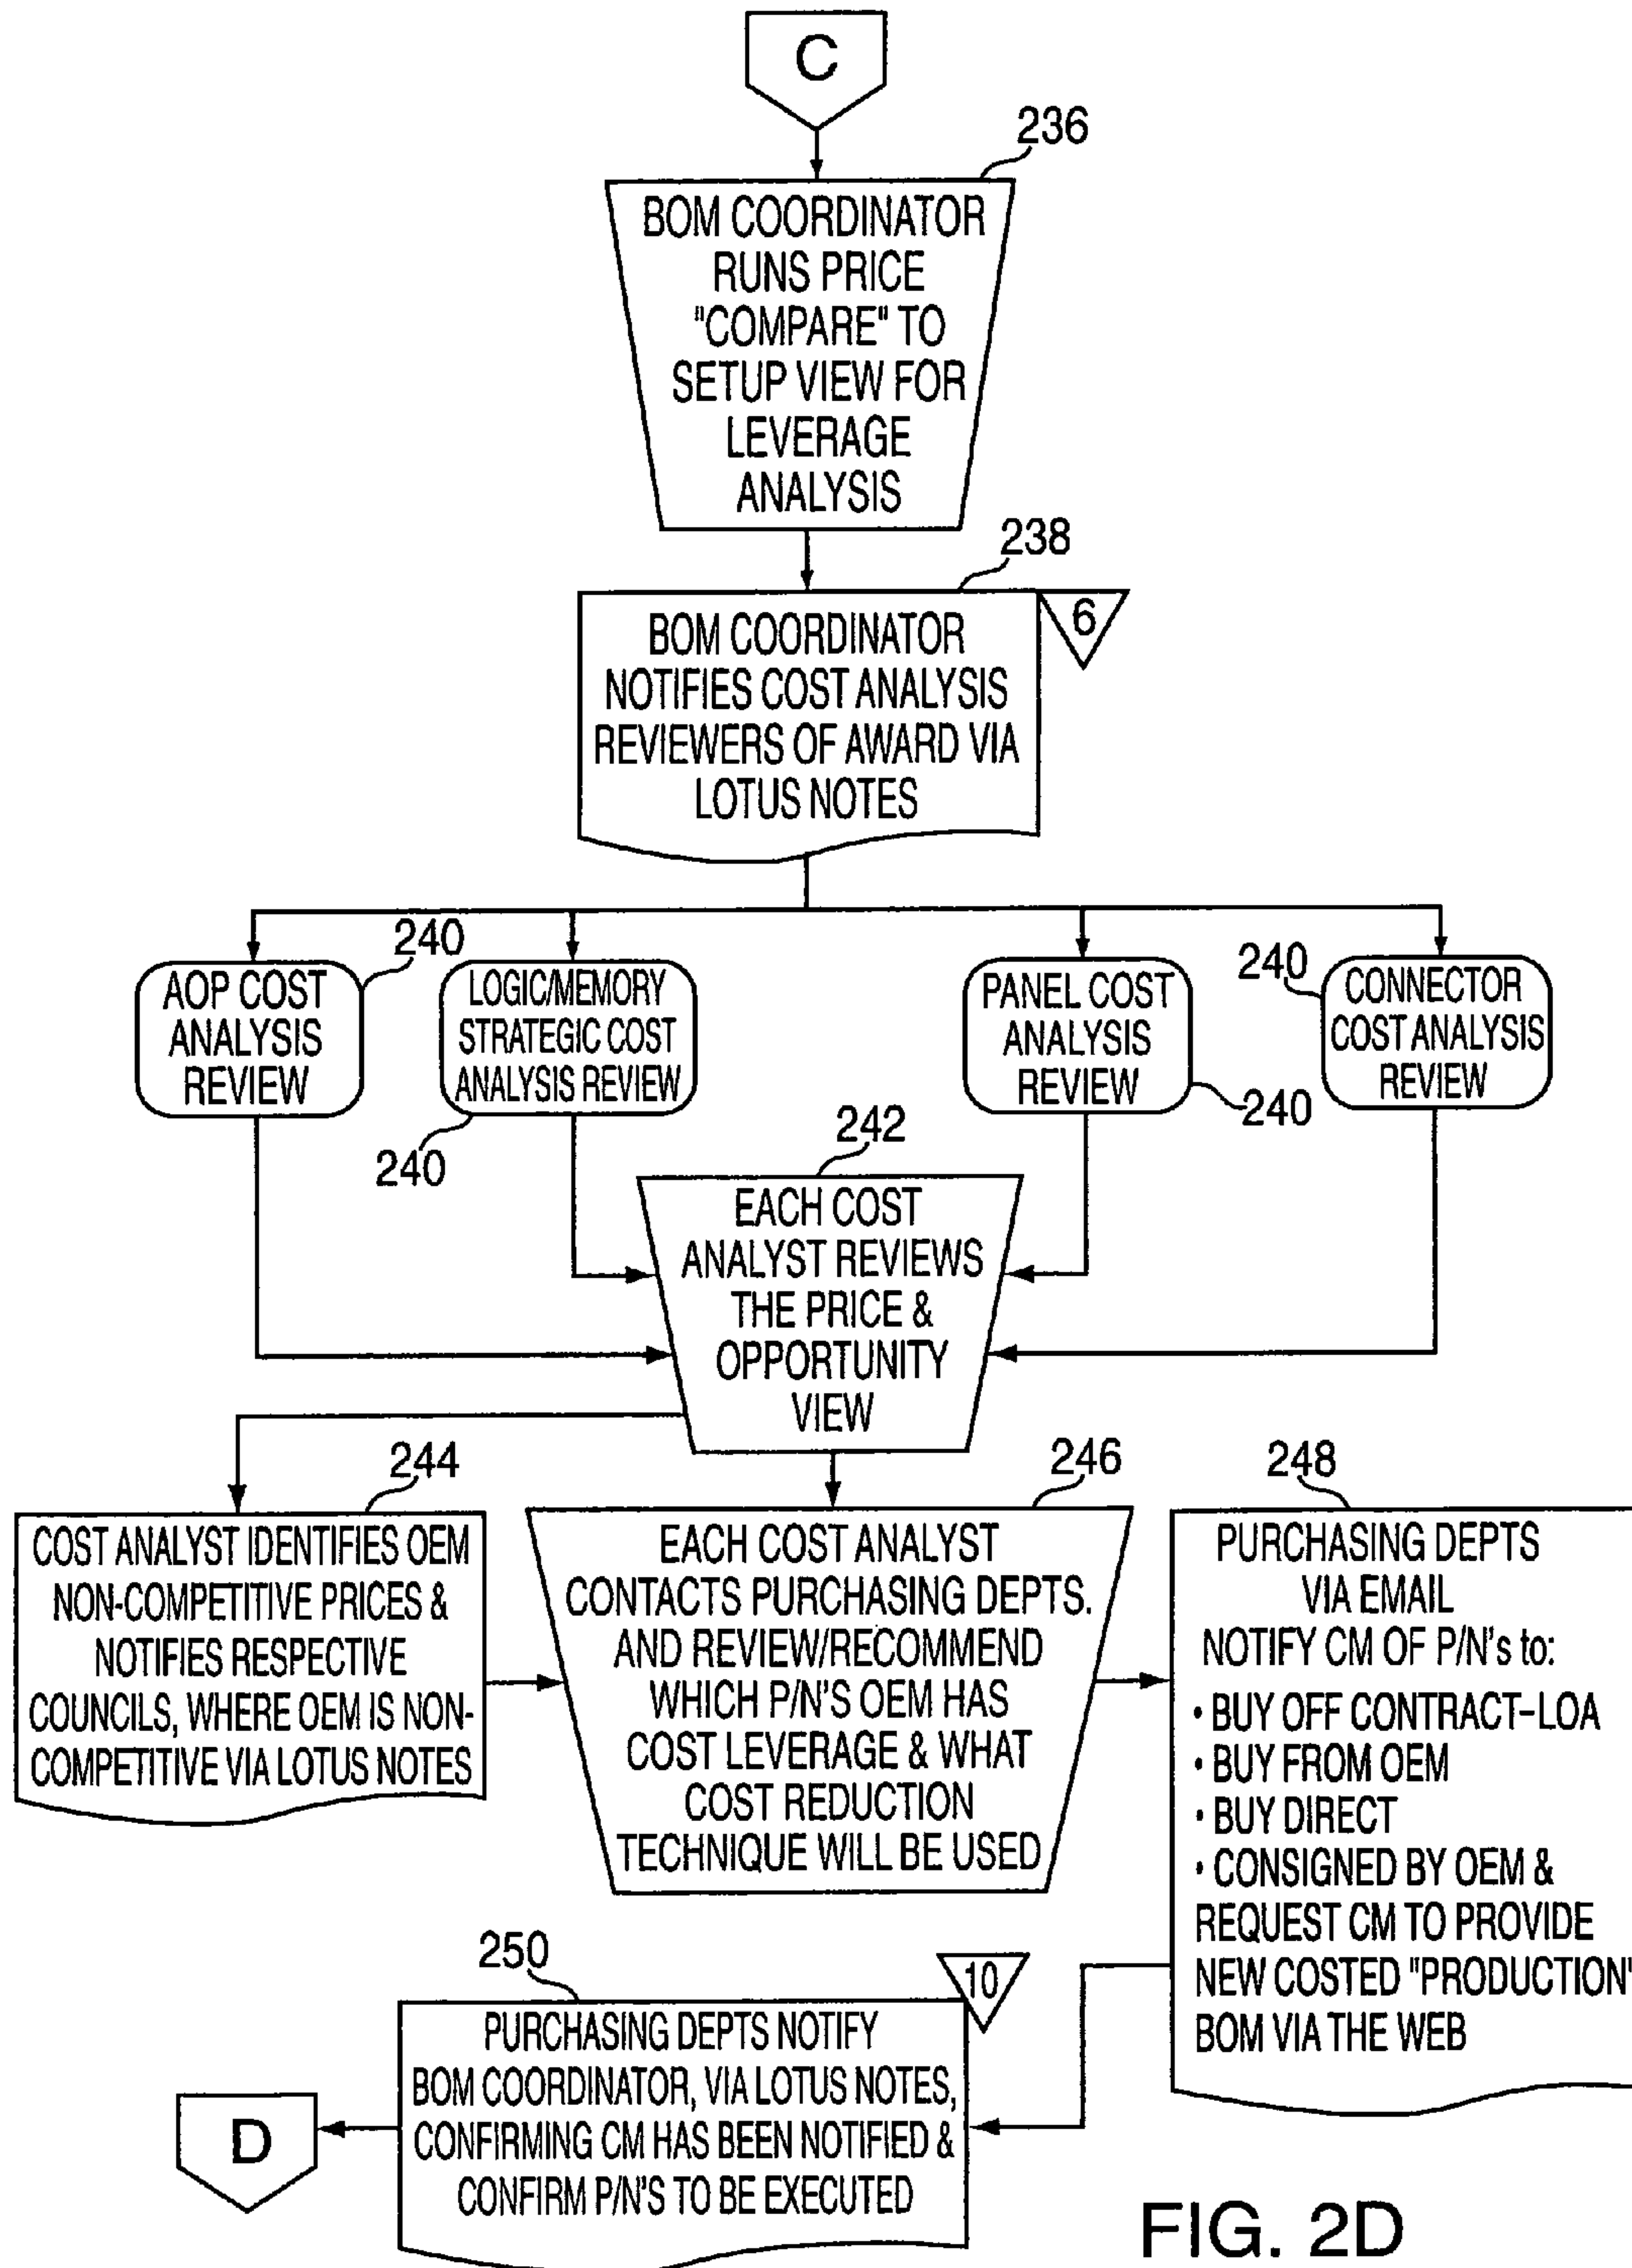 C
236
BOM COORDINATOR
RUNS PRICE
"COMPARE" TO
SETUP VIEW FOR
LEVERAGE
ANALYSIS
238
6
BOM COORDINATOR
NOTIFIES COST ANALYSIS
REVIEWERS OF AWARD VIA
LOTUS NOTES
240
AOP COST
ANALYSIS
REVIEW
LOGIC/MEMORY
STRATEGIC COST
ANALYSIS REVIEW
240
PANEL COST
ANALYSIS
REVIEW
240
240
CONNECTOR
COST ANALYSIS
REVIEW
242
EACH COST
ANALYST REVIEWS
THE PRICE &
OPPORTUNITY
VIEW
244
COST ANALYST IDENTIFIES OEM
NON-COMPETITIVE PRICES &
NOTIFIES RESPECTIVE
COUNCILS, WHERE OEM IS NON-
COMPETITIVE VIA LOTUS NOTES
246
EACH COST ANALYST
CONTACTS PURCHASING DEPTS.
AND REVIEW/RECOMMEND
WHICH P/N'S OEM HAS
COST LEVERAGE & WHAT
COST REDUCTION
TECHNIQUE WILL BE USED
248
PURCHASING DEPTS
VIA EMAIL
NOTIFY CM OF P/N's to:
• BUY OFF CONTRACT-LOA
• BUY FROM OEM
• BUY DIRECT
• CONSIGNED BY OEM &
REQUEST CM TO PROVIDE
NEW COSTED "PRODUCTION"
BOM VIA THE WEB
250
10
PURCHASING DEPTS NOTIFY
BOM COORDINATOR, VIA LOTUS NOTES,
CONFIRMING CM HAS BEEN NOTIFIED &
CONFIRM P/N'S TO BE EXECUTED
D
FIG. 2D